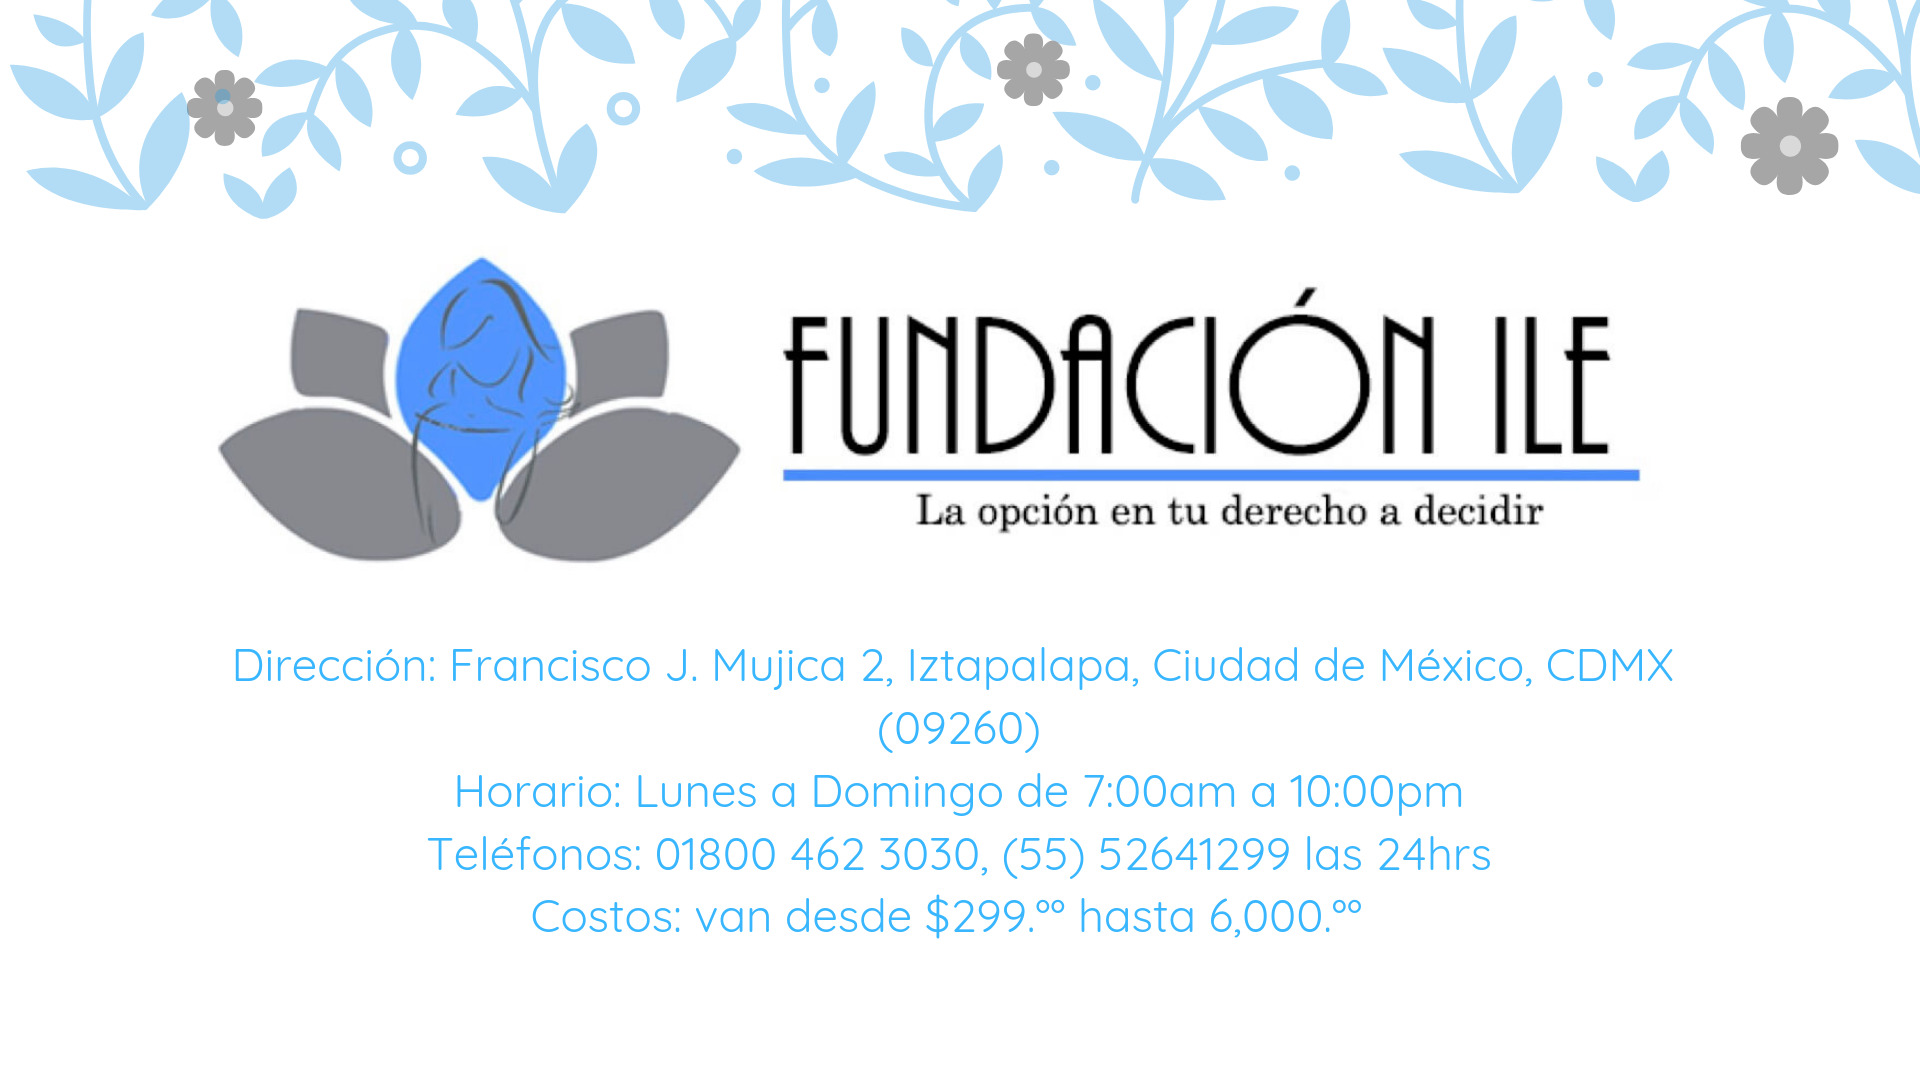 FUNDACIÓN ILE
La opción en tu derecho a decidir
Dirección: Francisco J. Mujica 2, Iztapalapa, Ciudad de México, CDMX
(09260)
Horario: Lunes a Domingo de 7:00am a 10:00pm
Teléfonos: 01800 462 3030, (55) 52641299 las 24hrs
Costos: van desde $299.ºº hasta 6,000.ºº